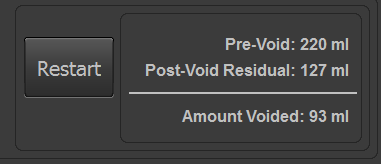 Restart
Pre-Void: 220 ml
Post-Void Residual: 127 ml
Amount Voided: 93 ml